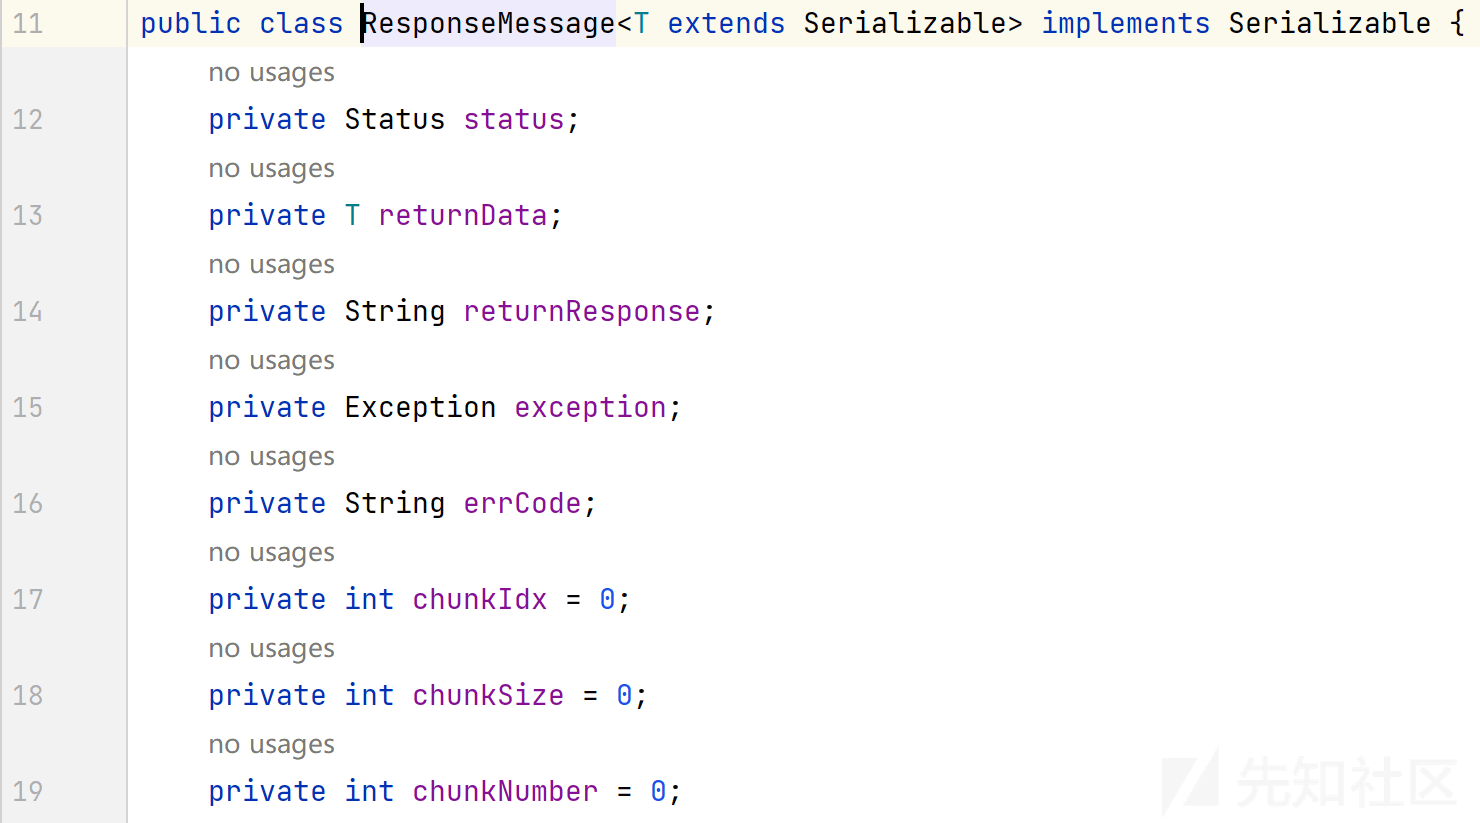 11 public class ResponseMessage<T extends Serializable> implements Serializable {
no usages
12 private Status status;
no usages
13 private T returnData;
no usages
14 private String returnResponse;
no usages
15 private Exception exception;
no usages
16 private String errCode;
no usages
17 private int chunkIdx = 0;
no usages
18 private int chunkSize = 0;
no usages
19 private int chunkNumber = 0;
先知社区